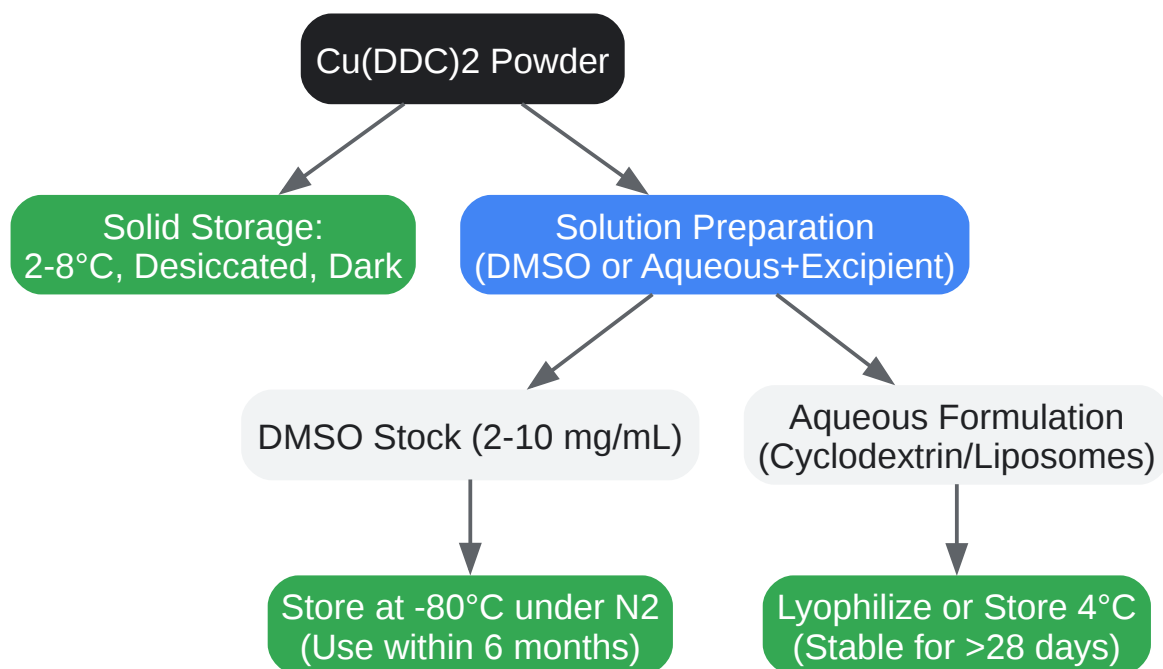 Cu(DDC)2 Powder
Solid Storage:
2-8°C, Desiccated, Dark
Solution Preparation
(DMSO or Aqueous+Excipient)
DMSO Stock (2-10 mg/mL)
Aqueous Formulation
(Cyclodextrin/Liposomes)
Store at -80°C under N2
(Use within 6 months)
Lyophilize or Store 4°C
(Stable for >28 days)